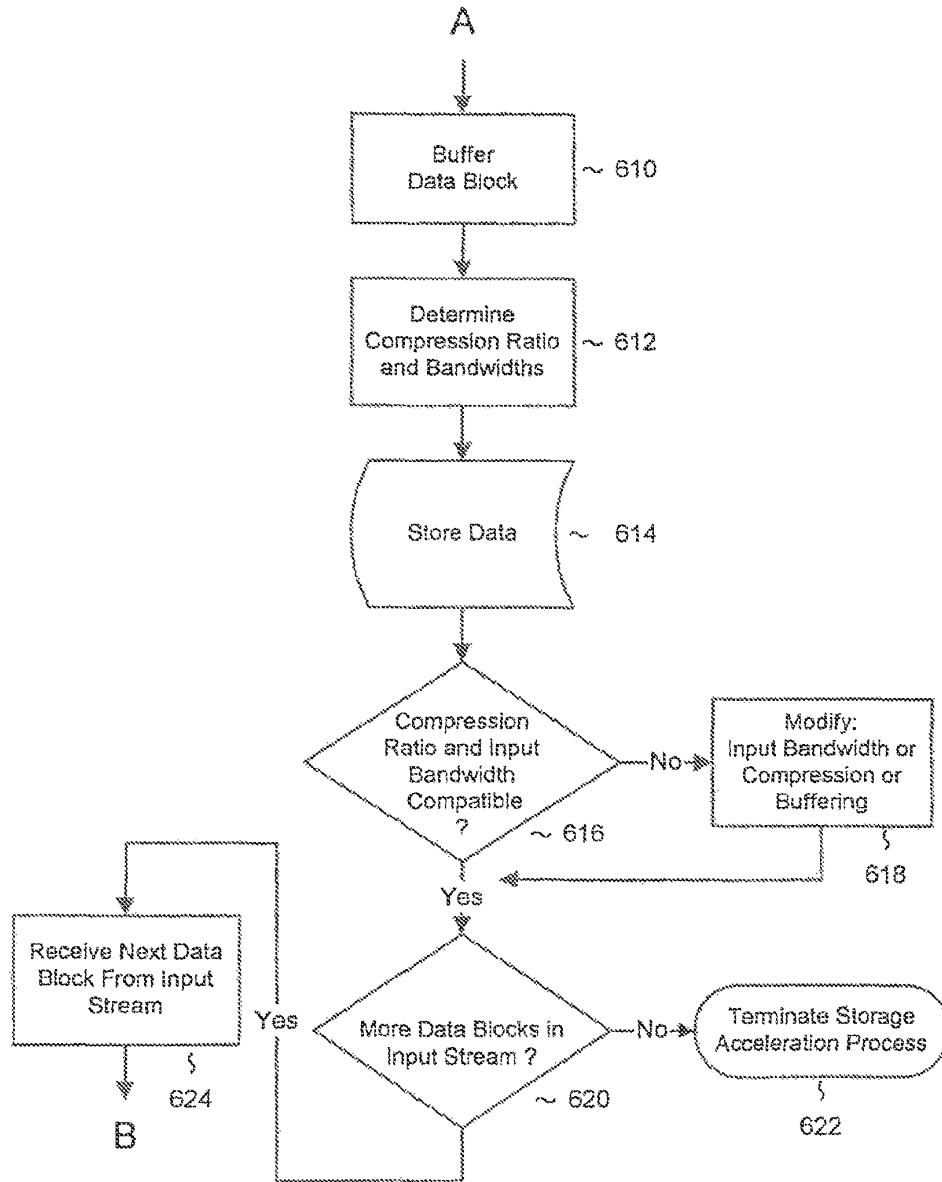 A
Buffer
Data Block
~ 610
Determine
Compression Ratio
and Bandwidths
~ 612
Store Data
~ 614
Compression
Ratio and Input
Bandwidth
Compatible
?
~ 616
No
Modify:
Input Bandwidth or
Compression or
Buffering
618
Yes
Receive Next Data
Block From Input
Stream
624
B
Yes
More Data Blocks in
Input Stream ?
~ 620
No
Terminate Storage
Acceleration Process
622